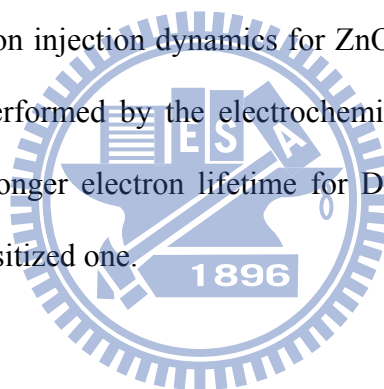 on injection dynamics for ZnO
erformed by the electrochemi
onger electron lifetime for D
sitized one.
E S A
1896